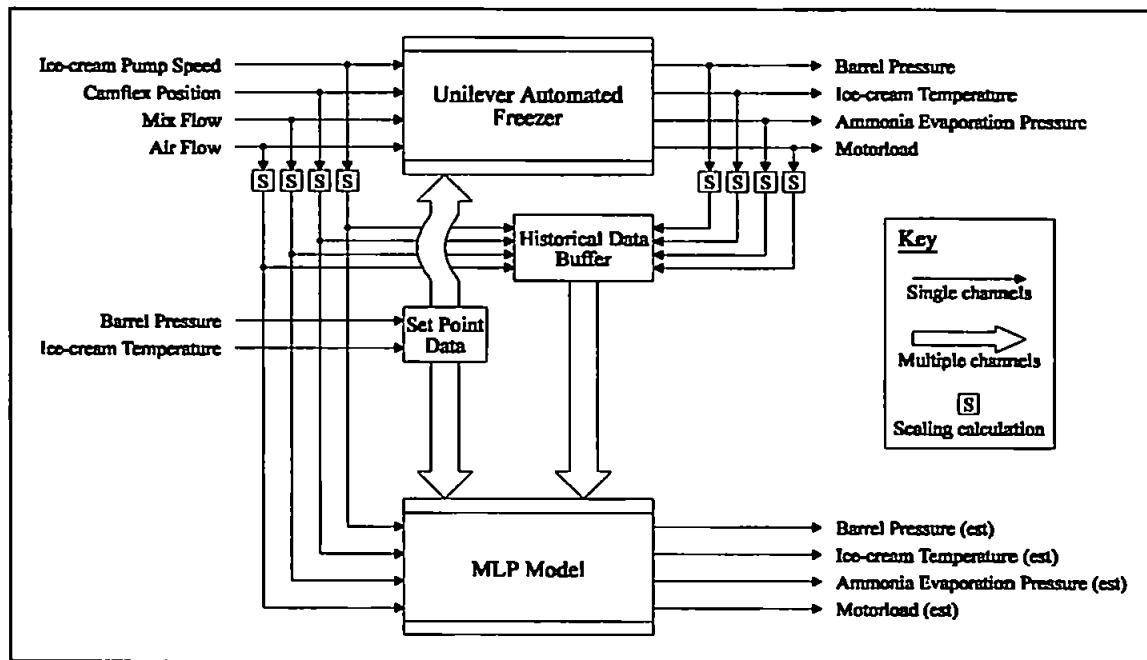 Ice-cream Pump Speed
Camflex Position
Mix Flow
Air Flow
Unilever Automated
Freezer
Barrel Pressure
Ice-cream Temperature
Ammonia Evaporation Pressure
Motorload
S S S S
S S S S
Historical Data
Buffer
Barrel Pressure
Ice-cream Temperature
Set Point
Data
Key
Single channels
Multiple channels
S
Scaling calculation
MLP Model
Barrel Pressure (est)
Ice-cream Temperature (est)
Ammonia Evaporation Pressure (est)
Motorload (est)